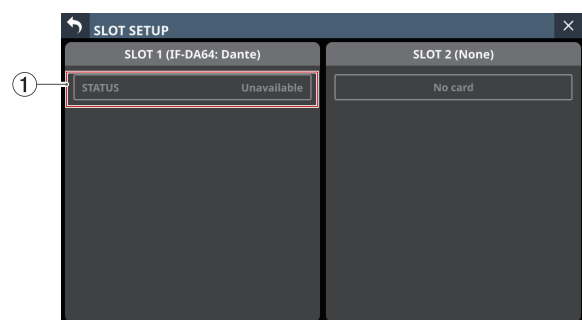 SLOT SETUP
SLOT 1 (IF-DA64: Dante)
SLOT 2 (None)
①
STATUS Unavailable
No card